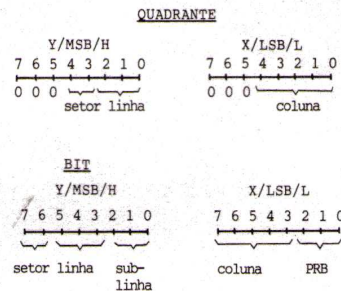 QUADRANTE
Y/MSB/H X/LSB/L
7 6 5 4 3 2 1 0 7 6 5 4 3 2 1 0
0 0 0 0 0 0
setor linha coluna
BIT
Y/MSB/H X/LSB/L
7 6 5 4 3 2 1 0 7 6 5 4 3 2 1 0
setor linha sub- coluna PRB
linha